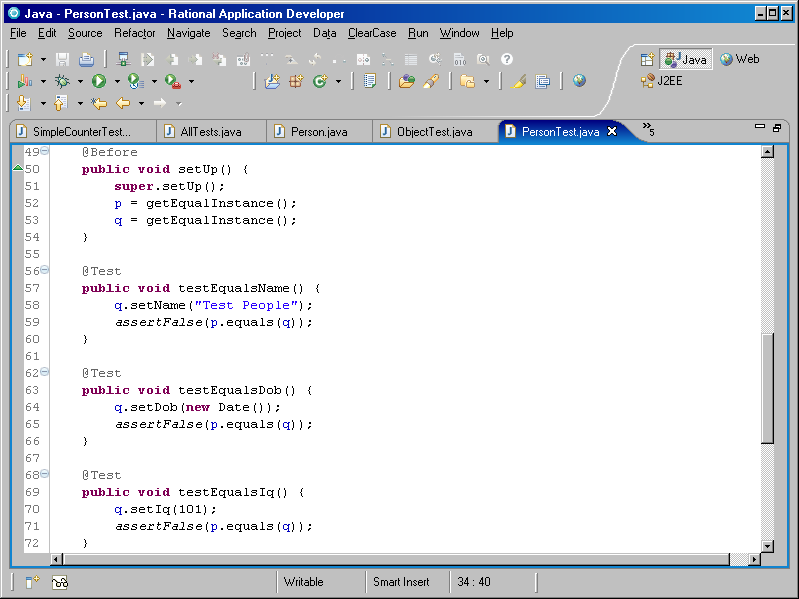 Java - PersonTest.java - Rational Application Developer
File Edit Source Refactor Navigate Search Project Data ClearCase Run Window Help
Java Web
J2EE
SimpleCounterTest... AllTests.java Person.java ObjectTest.java PersonTest.java »5
49 @Before
50 public void setUp() {
51 super.setUp();
52 p = getEqualInstance();
53 q = getEqualInstance();
54 }
55
56 @Test
57 public void testEqualsName() {
58 q.setName("Test People");
59 assertFalse(p.equals(q));
60 }
61
62 @Test
63 public void testEqualsDob() {
64 q.setDob(new Date());
65 assertFalse(p.equals(q));
66 }
67
68 @Test
69 public void testEqualsIq() {
70 q.setIq(101);
71 assertFalse(p.equals(q));
72 }
Writable Smart Insert 34 : 40